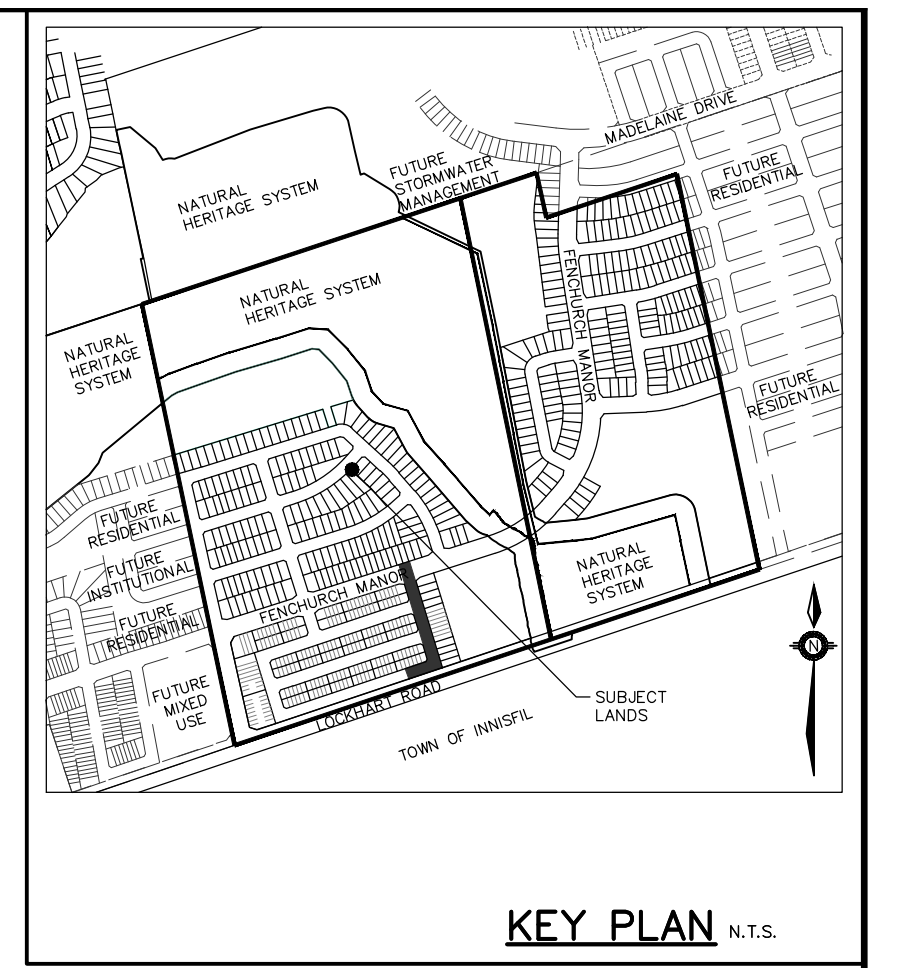 MADELAINE DRIVE
FUTURE
STORMWATER
MANAGEMENT
FUTURE
RESIDENTIAL
NATURAL
HERITAGE SYSTEM
NATURAL
HERITAGE SYSTEM
FENCHURCH MANOR
NATURAL
HERITAGE
SYSTEM
FUTURE
RESIDENTIAL
FUTURE
RESIDENTIAL
FUTURE
INSTITUTIONAL
NATURAL
HERITAGE
SYSTEM
FENCHURCH MANOR
FUTURE
RESIDENTIAL
N
FUTURE
MIXED
USE
LOCKHART ROAD
SUBJECT
LANDS
TOWN OF INNISFIL
KEY PLAN N.T.S.